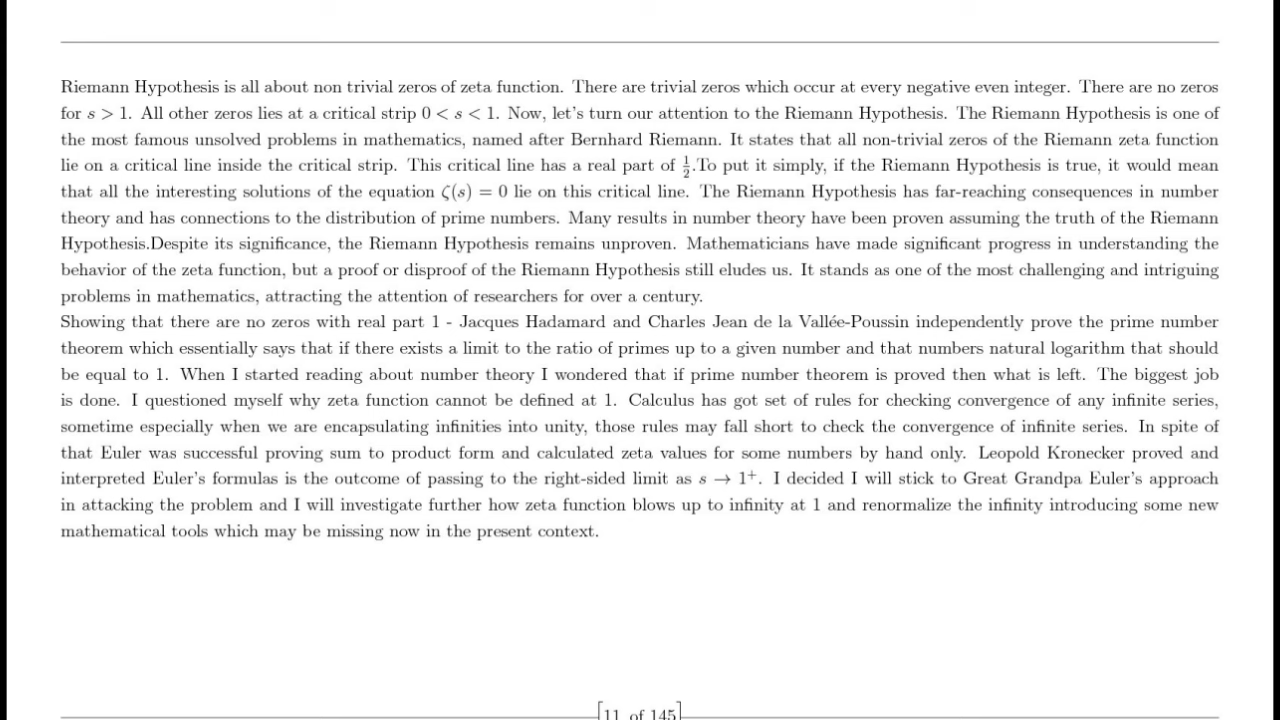 Riemann Hypothesis is all about non trivial zeros of zeta function. There are trivial zeros which occur at every negative even integer. There are no zeros
for s > 1. All other zeros lies at a critical strip 0 < s < 1. Now, let's turn our attention to the Riemann Hypothesis. The Riemann Hypothesis is one of
the most famous unsolved problems in mathematics, named after Bernhard Riemann. It states that all non-trivial zeros of the Riemann zeta function
lie on a critical line inside the critical strip. This critical line has a real part of 1/2.To put it simply, if the Riemann Hypothesis is true, it would mean
that all the interesting solutions of the equation ζ(s) = 0 lie on this critical line. The Riemann Hypothesis has far-reaching consequences in number
theory and has connections to the distribution of prime numbers. Many results in number theory have been proven assuming the truth of the Riemann
Hypothesis.Despite its significance, the Riemann Hypothesis remains unproven. Mathematicians have made significant progress in understanding the
behavior of the zeta function, but a proof or disproof of the Riemann Hypothesis still eludes us. It stands as one of the most challenging and intriguing
problems in mathematics, attracting the attention of researchers for over a century.
Showing that there are no zeros with real part 1 - Jacques Hadamard and Charles Jean de la Vallée-Poussin independently prove the prime number
theorem which essentially says that if there exists a limit to the ratio of primes up to a given number and that numbers natural logarithm that should
be equal to 1. When I started reading about number theory I wondered that if prime number theorem is proved then what is left. The biggest job
is done. I questioned myself why zeta function cannot be defined at 1. Calculus has got set of rules for checking convergence of any infinite series,
sometime especially when we are encapsulating infinities into unity, those rules may fall short to check the convergence of infinite series. In spite of
that Euler was successful proving sum to product form and calculated zeta values for some numbers by hand only. Leopold Kronecker proved and
interpreted Euler's formulas is the outcome of passing to the right-sided limit as s → 1⁺. I decided I will stick to Great Grandpa Euler's approach
in attacking the problem and I will investigate further how zeta function blows up to infinity at 1 and renormalize the infinity introducing some new
mathematical tools which may be missing now in the present context.
[11 of 145]